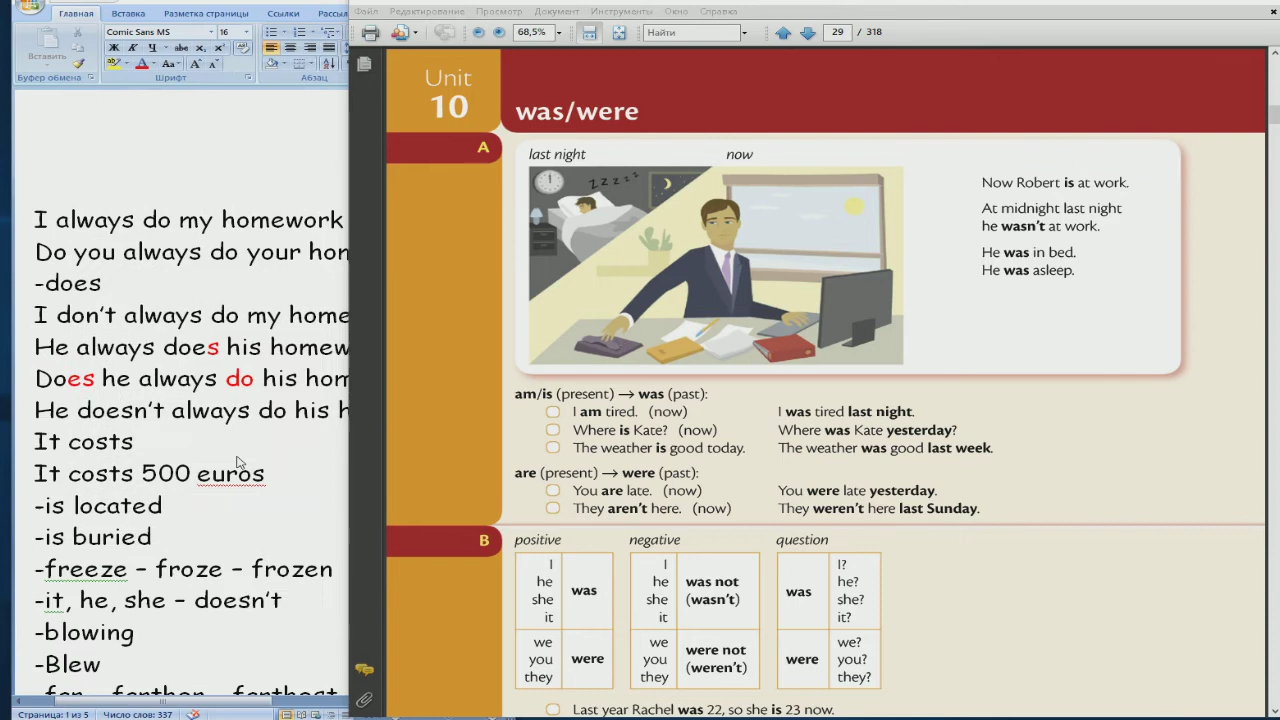 Главная Вставка Разметка страницы Ссылки
Comic Sans MS 16
Вставить
Буфер обмена Шрифт Абзац
I always do my homework
Do you always do your
-does
I don't always do my
He always does his
Does he always do his
He doesn't always do his
It costs
It costs 500 euros
-is located
-is buried
-freeze – froze – frozen
-it, he, she – doesn't
-blowing
-Blew
Страница: 1 из 5 Число слов: 337
Файл Редактирование Просмотр Документ Инструменты Окно Справка
68,5% Найти 29 / 318
Unit
10
was/were
A
last night now
zzzzz
Now Robert is at work.
At midnight last night
he wasn't at work.
He was in bed.
He was asleep.
am/is (present) → was (past):
I am tired. (now) I was tired last night.
Where is Kate? (now) Where was Kate yesterday?
The weather is good today. The weather was good last week.
are (present) → were (past):
You are late. (now) You were late yesterday.
They aren't here. (now) They weren't here last Sunday.
B
positive negative question
I I I?
he was he was not was he?
she she (wasn't) she?
it it it?
we we were not we?
you were you (weren't) were you?
they they they?
Last year Rachel was 22, so she is 23 now.